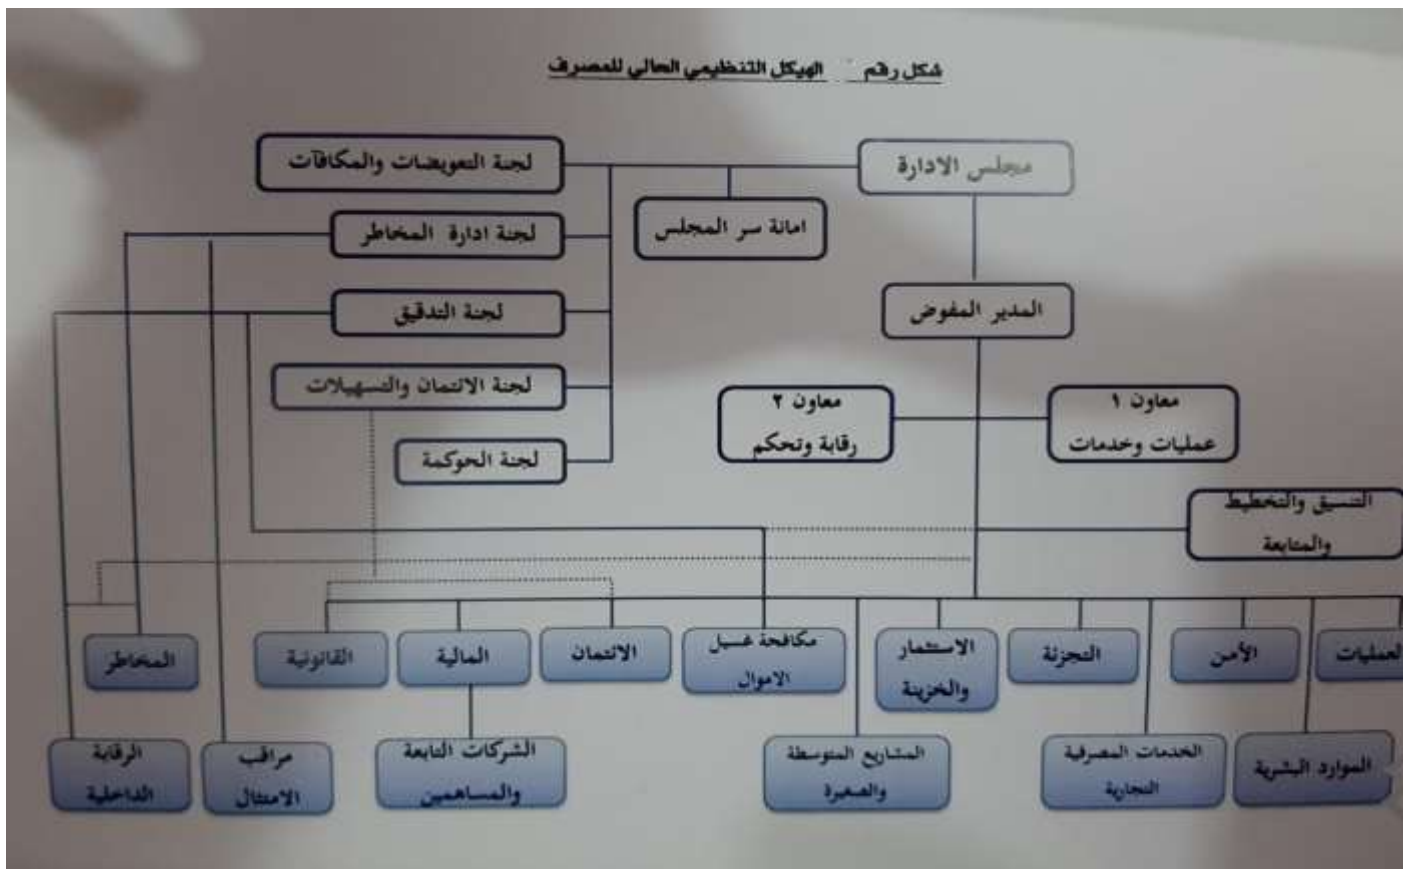 شكل رقم الهيكل التنظيمي الحالي للمصرف
مجلس الادارة
لجنة التعويضات والمكافآت
امانة سر المجلس
لجنة ادارة المخاطر
المدير المفوض
لجنة التدقيق
لجنة الائتمان والتسهيلات
معاون ١
عمليات وخدمات
معاون ٢
رقابة وتحكم
لجنة الحوكمة
التنسيق والتخطيط
والمتابعة
العمليات
الأمن
التجزئة
الاستثمار
والخزينة
مكافحة غسيل
الاموال
الائتمان
المالية
القانونية
المخاطر
الموارد البشرية
الخدمات المصرفية
التجارية
المشاريع المتوسطة
والصغيرة
الشركات التابعة
والمساهمين
مراقب
الامتثال
الرقابة
الداخلية